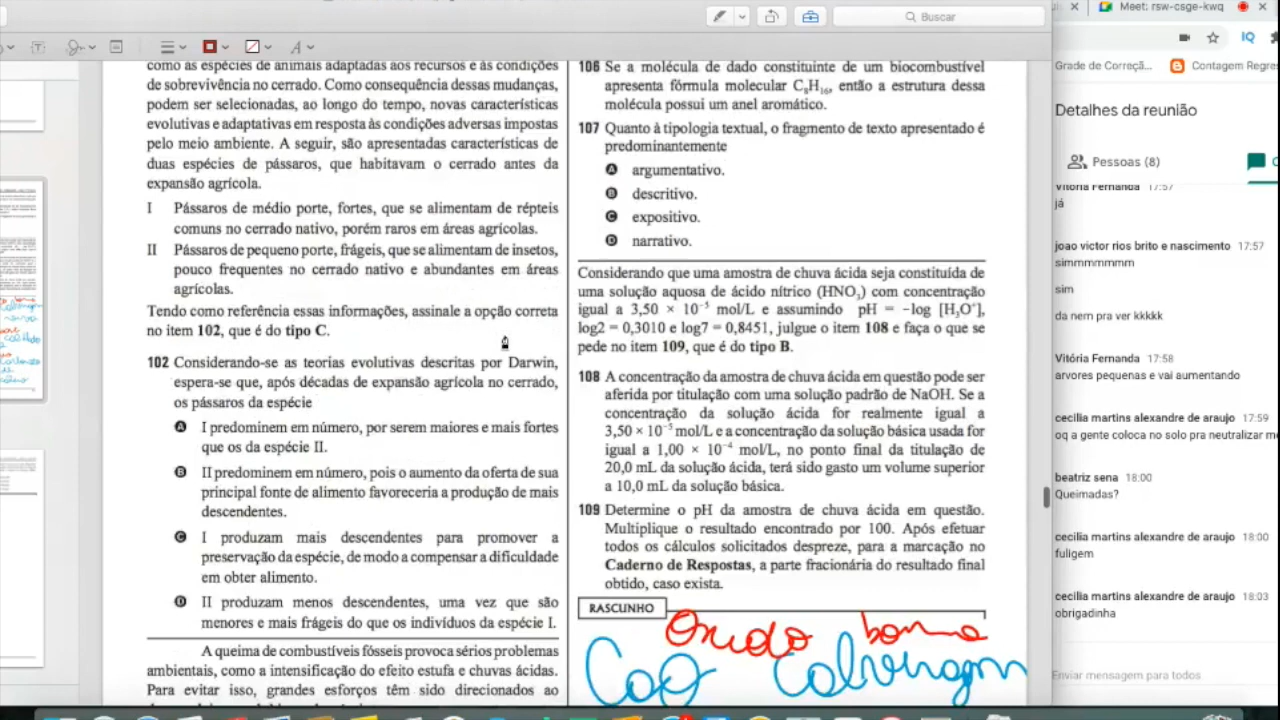 Buscar
Meet: rsw-csge-kwq
Grade de Correçã...
Contagem Regres
como as espécies de animais adaptadas aos recursos e às condições
de sobrevivência no cerrado. Como consequência dessas mudanças,
podem ser selecionadas, ao longo do tempo, novas características
evolutivas e adaptativas em resposta às condições adversas impostas
pelo meio ambiente. A seguir, são apresentadas características de
duas espécies de pássaros, que habitavam o cerrado antes da
expansão agrícola.
I Pássaros de médio porte, fortes, que se alimentam de répteis
comuns no cerrado nativo, porém raros em áreas agrícolas.
II Pássaros de pequeno porte, frágeis, que se alimentam de insetos,
pouco frequentes no cerrado nativo e abundantes em áreas
agrícolas.
Tendo como referência essas informações, assinale a opção correta
no item 102, que é do tipo C.
102 Considerando-se as teorias evolutivas descritas por Darwin,
espera-se que, após décadas de expansão agrícola no cerrado,
os pássaros da espécie
A I predominem em número, por serem maiores e mais fortes
que os da espécie II.
B II predominem em número, pois o aumento da oferta de sua
principal fonte de alimento favoreceria a produção de mais
descendentes.
C I produzam mais descendentes para promover a
preservação da espécie, de modo a compensar a dificuldade
em obter alimento.
D II produzam menos descendentes, uma vez que são
menores e mais frágeis do que os indivíduos da espécie I.
A queima de combustíveis fósseis provoca sérios problemas
ambientais, como a intensificação do efeito estufa e chuvas ácidas.
Para evitar isso, grandes esforços têm sido direcionados ao
106 Se a molécula de dado constituinte de um biocombustível
apresenta fórmula molecular C₈H₁₆, então a estrutura dessa
molécula possui um anel aromático.
107 Quanto à tipologia textual, o fragmento de texto apresentado é
predominantemente
A argumentativo.
B descritivo.
C expositivo.
D narrativo.
Considerando que uma amostra de chuva ácida seja constituída de
uma solução aquosa de ácido nítrico (HNO₃) com concentração
igual a 3,50 × 10⁻⁵ mol/L e assumindo pH = −log [H₃O⁺],
log2 = 0,3010 e log7 = 0,8451, julgue o item 108 e faça o que se
pede no item 109, que é do tipo B.
108 A concentração da amostra de chuva ácida em questão pode ser
aferida por titulação com uma solução padrão de NaOH. Se a
concentração da solução ácida for realmente igual a
3,50 × 10⁻⁵ mol/L e a concentração da solução básica usada for
igual a 1,00 × 10⁻⁴ mol/L, no ponto final da titulação de
20,0 mL da solução ácida, terá sido gasto um volume superior
a 10,0 mL da solução básica.
109 Determine o pH da amostra de chuva ácida em questão.
Multiplique o resultado encontrado por 100. Após efetuar
todos os cálculos solicitados despreze, para a marcação no
Caderno de Respostas, a parte fracionária do resultado final
obtido, caso exista.
RASCUNHO
CaO Calvinagem
Detalhes da reunião
Pessoas (8)
Vitória Fernanda 17:57
já
joao victor rios brito e nascimento 17:57
simmmmmmm
sim
da nem pra ver kkkkk
Vitória Fernanda 17:58
arvores pequenas e vai aumentando
cecilia martins alexandre de araujo 17:59
oq a gente coloca no solo pra neutralizar m
beatriz sena 18:00
Queimadas?
cecilia martins alexandre de araujo 18:00
fuligem
cecilia martins alexandre de araujo 18:03
obrigadinha
Enviar mensagem para todos